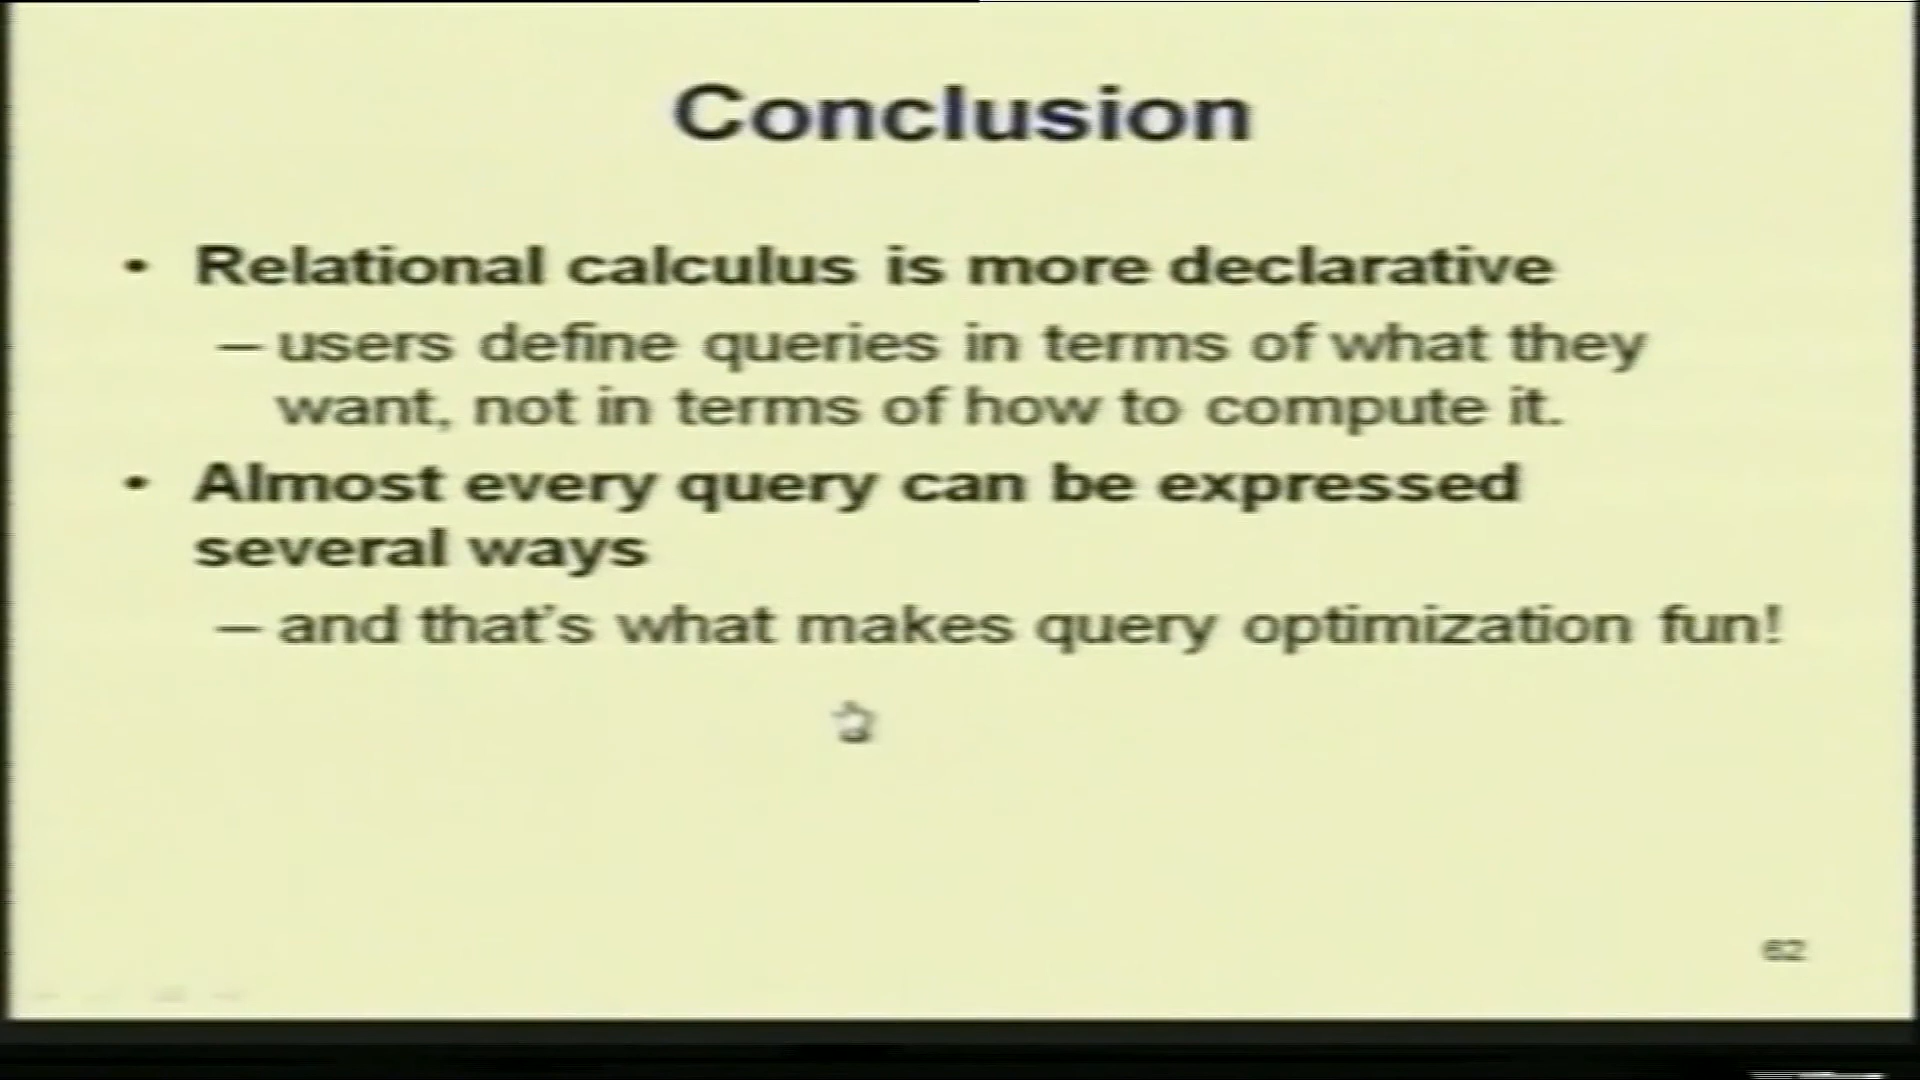 Conclusion
• Relational calculus is more declarative
– users define queries in terms of what they
want, not in terms of how to compute it.
• Almost every query can be expressed
several ways
– and that's what makes query optimization fun!
62